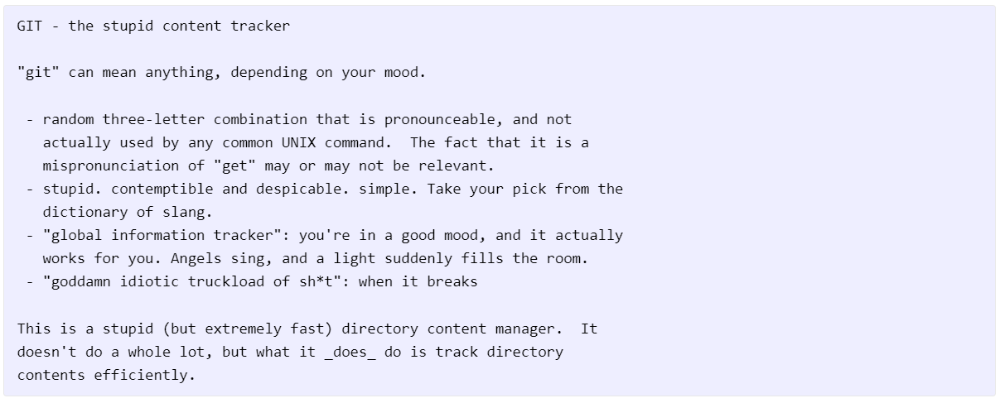 GIT - the stupid content tracker
"git" can mean anything, depending on your mood.
- random three-letter combination that is pronounceable, and not
actually used by any common UNIX command.  The fact that it is a
mispronunciation of "get" may or may not be relevant.
- stupid. contemptible and despicable. simple. Take your pick from the
dictionary of slang.
- "global information tracker": you're in a good mood, and it actually
works for you. Angels sing, and a light suddenly fills the room.
- "goddamn idiotic truckload of sh*t": when it breaks
This is a stupid (but extremely fast) directory content manager.  It
doesn't do a whole lot, but what it _does_ do is track directory
contents efficiently.